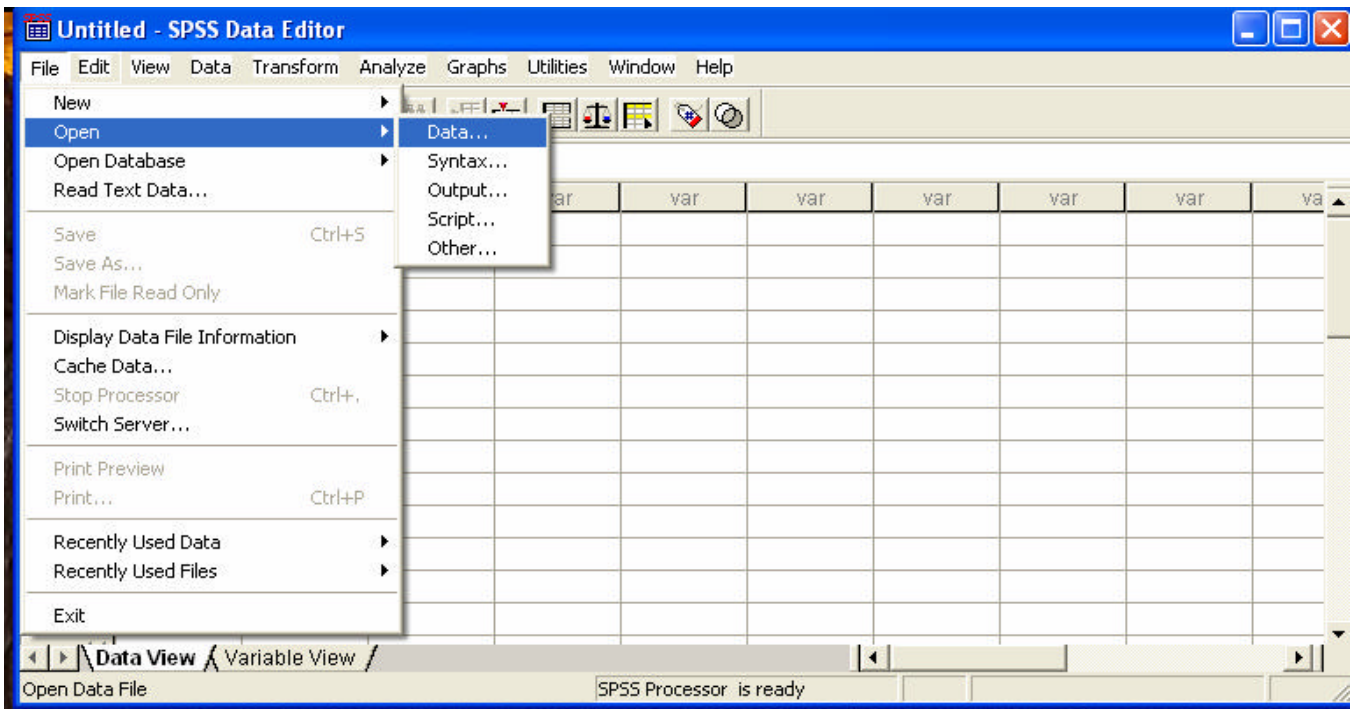 Untitled - SPSS Data Editor
File Edit View Data Transform Analyze Graphs Utilities Window Help
New
Open
Open Database
Read Text Data...
Save Ctrl+S
Save As...
Mark File Read Only
Display Data File Information
Cache Data...
Stop Processor Ctrl+.
Switch Server...
Print Preview
Print... Ctrl+P
Recently Used Data
Recently Used Files
Exit
Data...
Syntax...
Output...
Script...
Other...
ar var var var var var va
Data View Variable View
Open Data File SPSS Processor is ready